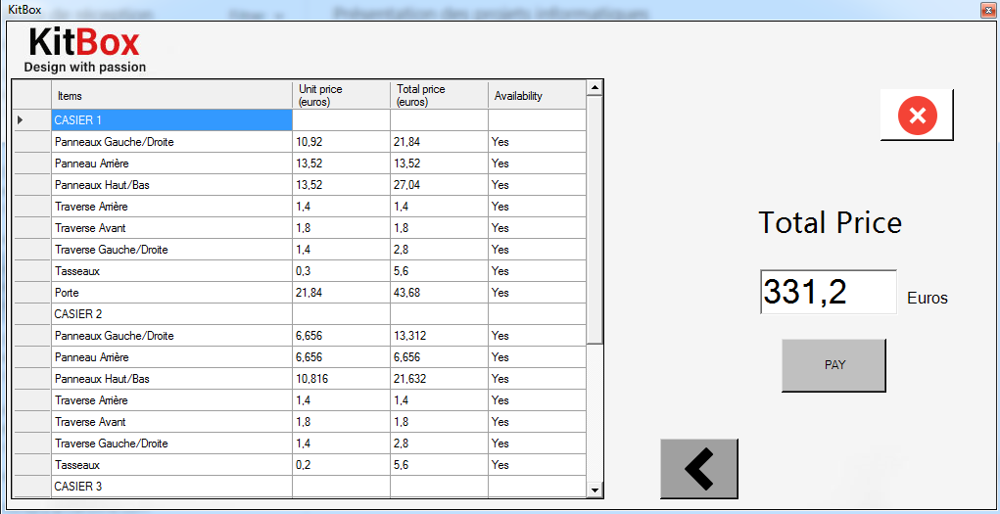 KitBox
Présentation des projets informatiques
KitBox
Design with passion
Items Unit price (euros) Total price (euros) Availability
CASIER 1
Panneaux Gauche/Droite 10,92 21,84 Yes
Panneau Arrière 13,52 13,52 Yes
Panneaux Haut/Bas 13,52 27,04 Yes
Traverse Arrière 1,4 1,4 Yes
Traverse Avant 1,8 1,8 Yes
Traverse Gauche/Droite 1,4 2,8 Yes
Tasseaux 0,3 5,6 Yes
Porte 21,84 43,68 Yes
CASIER 2
Panneaux Gauche/Droite 6,656 13,312 Yes
Panneau Arrière 6,656 6,656 Yes
Panneaux Haut/Bas 10,816 21,632 Yes
Traverse Arrière 1,4 1,4 Yes
Traverse Avant 1,8 1,8 Yes
Traverse Gauche/Droite 1,4 2,8 Yes
Tasseaux 0,2 5,6 Yes
CASIER 3
Total Price
331,2 Euros
PAY